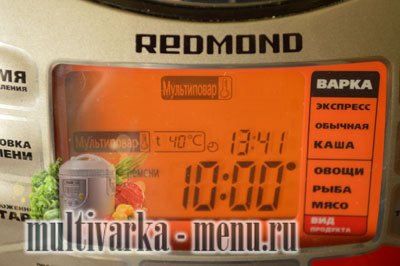 REDMOND
Мультиповар
ВАРКА
ЭКСПРЕСС
ОБЫЧНАЯ
КАША
ОВОЩИ
РЫБА
МЯСО
ВИД
ПРОДУКТА
Мультиповар t 40°C 13:41
10:00
multivarka - menu.ru